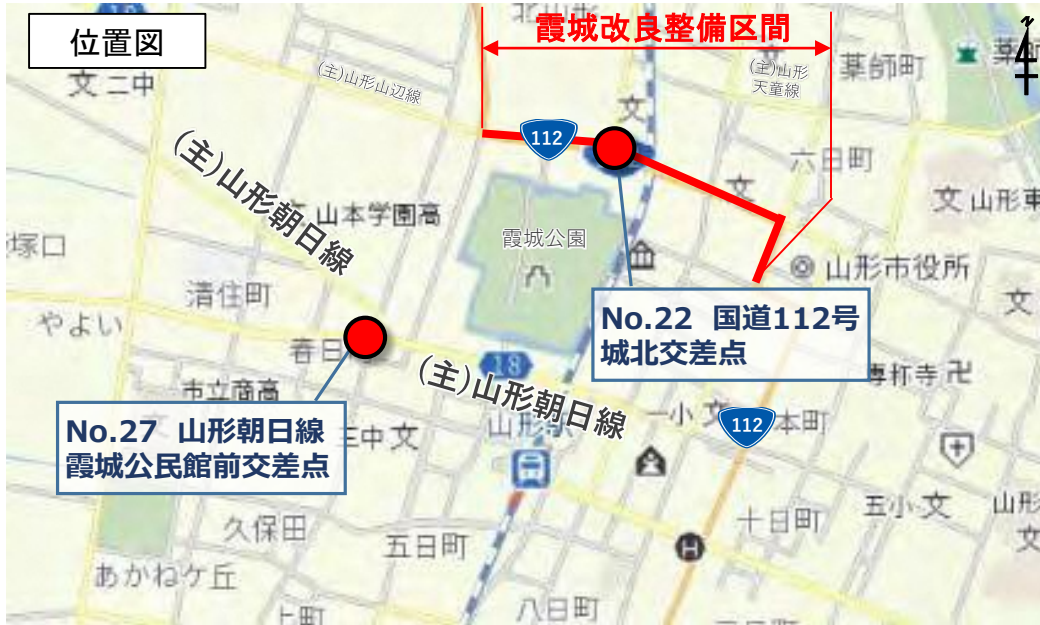 位置図
北山形
霞城改良整備区間
文 二中
(主)山形山辺線
文
(主)山形
天童線
薬師町
112
六日町
(主)山形朝日線
山本学園高
文
文 山形東
霞城公園
塚口
清住町
山形市役所
文
やよい
春日
No.22 国道112号
城北交差点
18
(主)山形朝日線
市立商高
専称寺 卍
No.27 山形朝日線
霞城公民館前交差点
三中 文
山形駅
一小 文
112
本町
久保田
五日町
十日町
五小 文
山形
文
H
あかねケ丘
上町
八日町